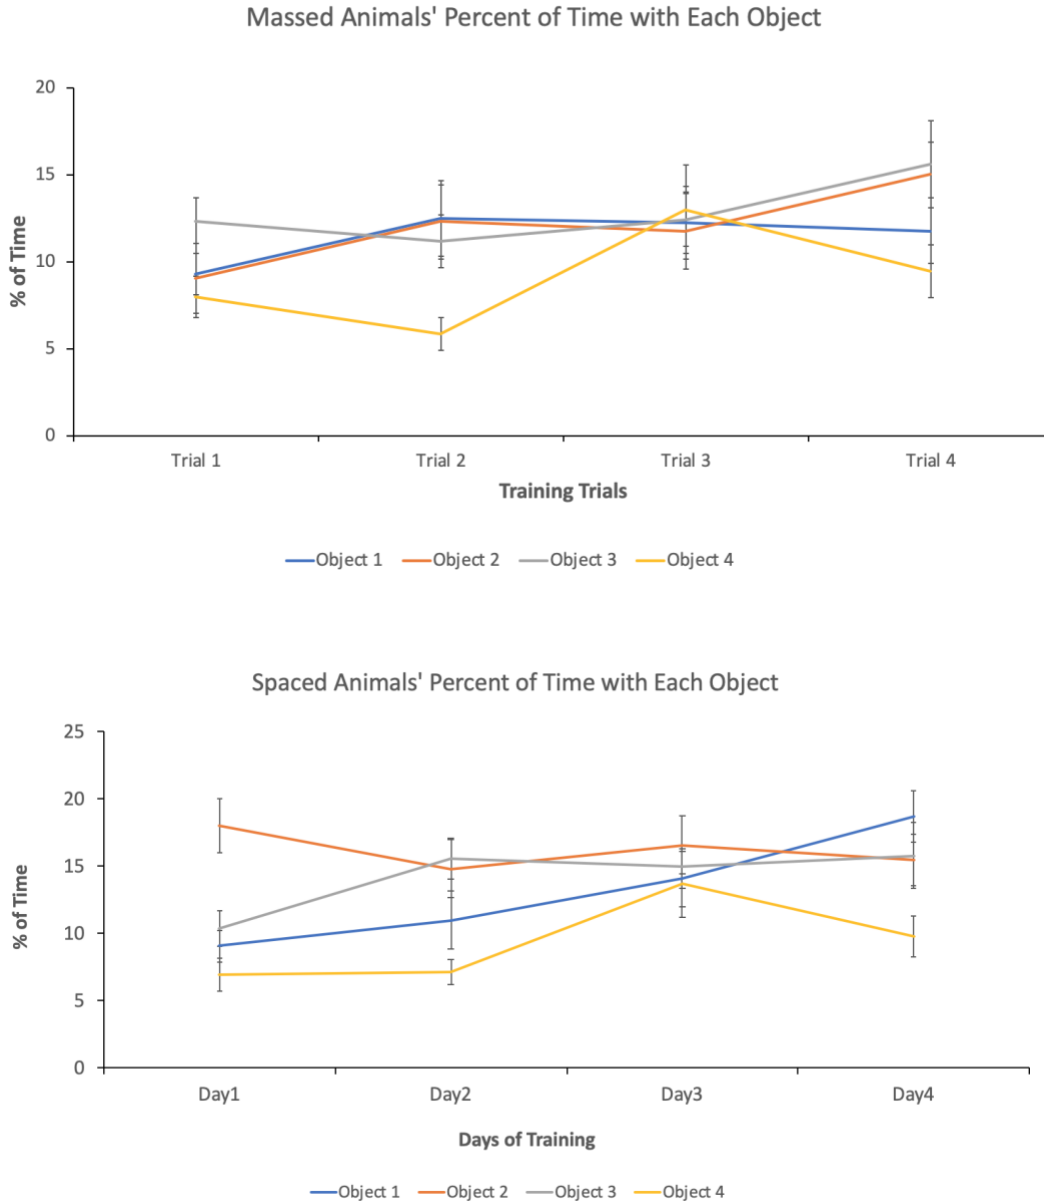 Massed Animals' Percent of Time with Each Object
20
15
10
5
0
% of Time
Trial 1 Trial 2 Trial 3 Trial 4
Training Trials
Object 1 Object 2 Object 3 Object 4
Spaced Animals' Percent of Time with Each Object
25
20
15
10
5
0
% of Time
Day1 Day2 Day3 Day4
Days of Training
Object 1 Object 2 Object 3 Object 4